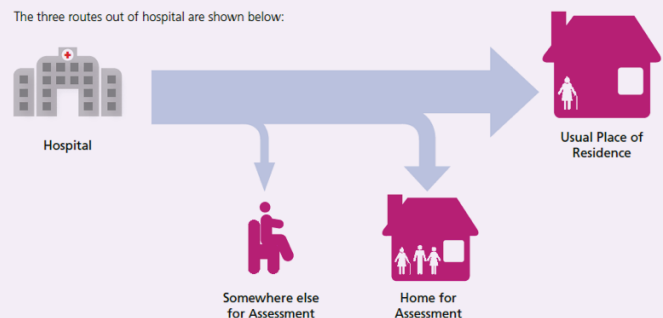 The three routes out of hospital are shown below:
Hospital
Usual Place of
Residence
Somewhere else
for Assessment
Home for
Assessment